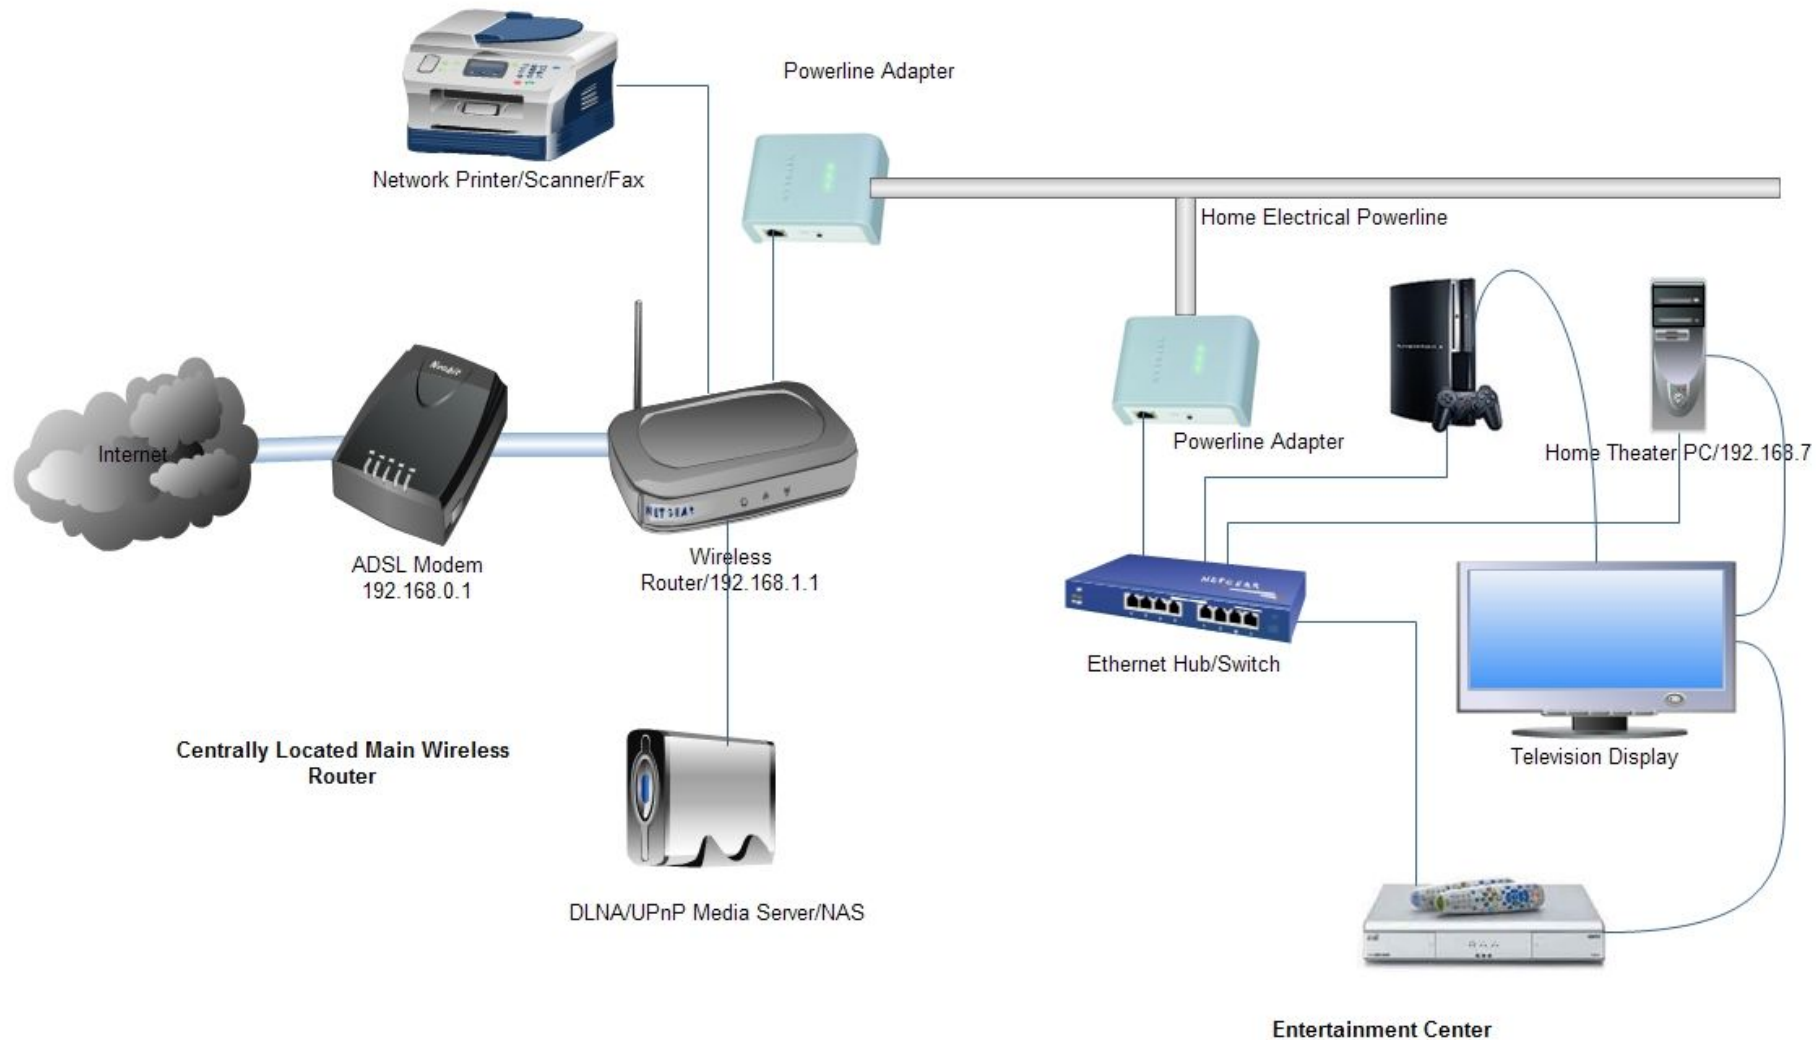 Powerline Adapter
Network Printer/Scanner/Fax
Home Electrical Powerline
Internet
Powerline Adapter
Home Theater PC/192.168.7
NETGEAR
ADSL Modem
192.168.0.1
Wireless
Router/192.168.1.1
NETGEAR
Ethernet Hub/Switch
Centrally Located Main Wireless
Router
Television Display
DLNA/UPnP Media Server/NAS
Entertainment Center